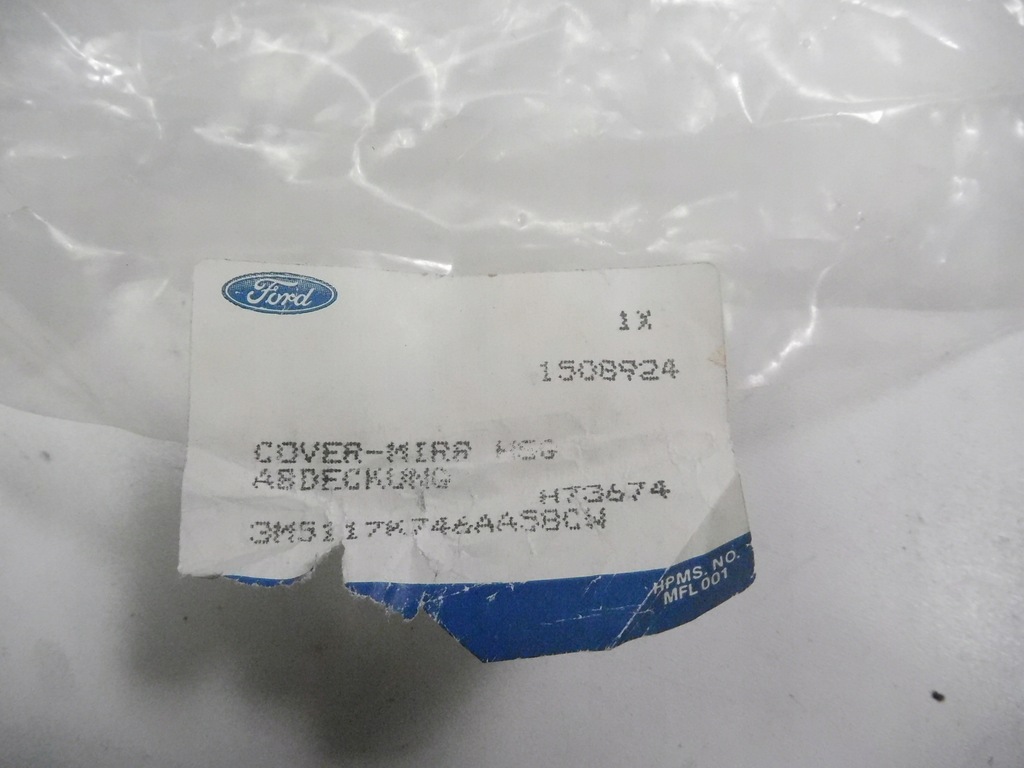 Ford
1X
1508924
COVER-MIRR HSG
ABDECKUNG
H73674
3M5117K746AASBCW
HPMS. NO.
MFL 001